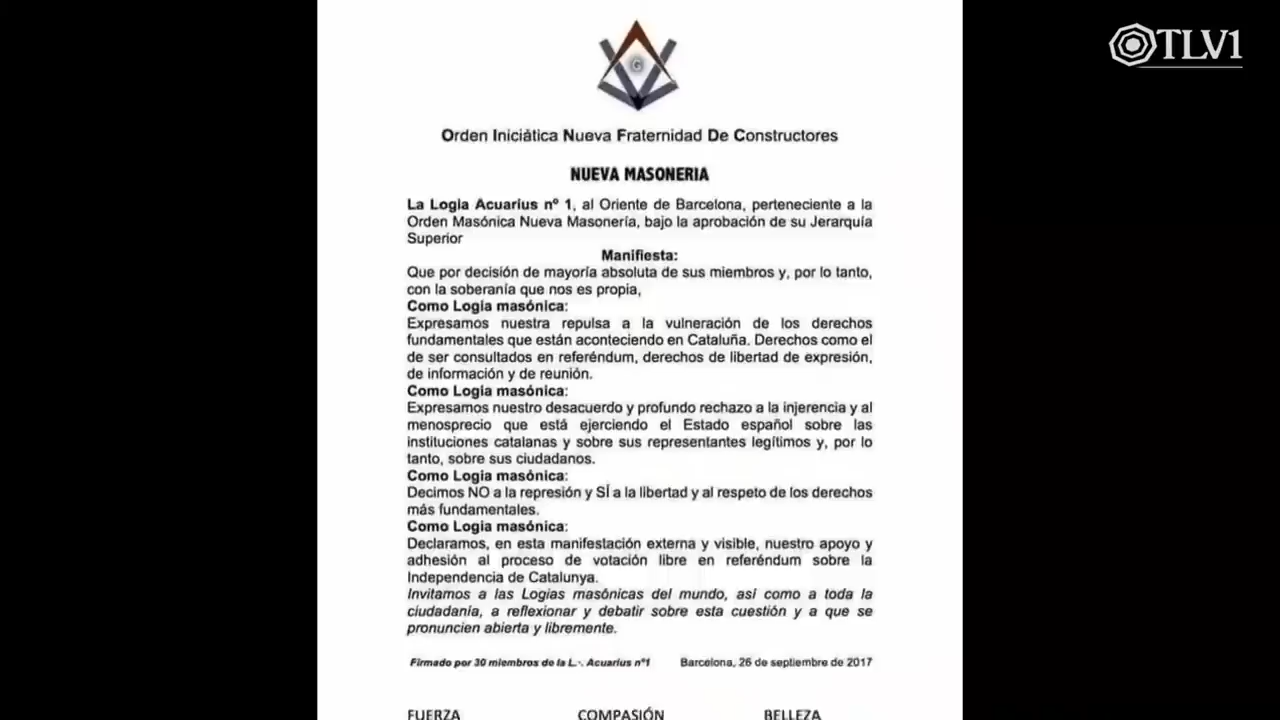 TLV1
G
Orden Iniciàtica Nueva Fraternidad De Constructores
NUEVA MASONERIA
La Logia Acuarius nº 1, al Oriente de Barcelona, perteneciente a la
Orden Masónica Nueva Masonería, bajo la aprobación de su Jerarquía
Superior
Manifiesta:
Que por decisión de mayoría absoluta de sus miembros y, por lo tanto,
con la soberanía que nos es propia,
Como Logia masónica:
Expresamos nuestra repulsa a la vulneración de los derechos
fundamentales que están aconteciendo en Cataluña. Derechos como el
de ser consultados en referéndum, derechos de libertad de expresión,
de información y de reunión.
Como Logia masónica:
Expresamos nuestro desacuerdo y profundo rechazo a la injerencia y al
menosprecio que está ejerciendo el Estado español sobre las
instituciones catalanas y sobre sus representantes legítimos y, por lo
tanto, sobre sus ciudadanos.
Como Logia masónica:
Decimos NO a la represión y SÍ a la libertad y al respeto de los derechos
más fundamentales.
Como Logia masónica:
Declaramos, en esta manifestación externa y visible, nuestro apoyo y
adhesión al proceso de votación libre en referéndum sobre la
Independencia de Catalunya.
Invitamos a las Logias masónicas del mundo, así como a toda la
ciudadanía, a reflexionar y debatir sobre esta cuestión y a que se
pronuncien abierta y libremente.
Firmado por 30 miembros de la L.·. Acuarius nº1 Barcelona, 26 de septiembre de 2017
FUERZA COMPASIÓN BELLEZA